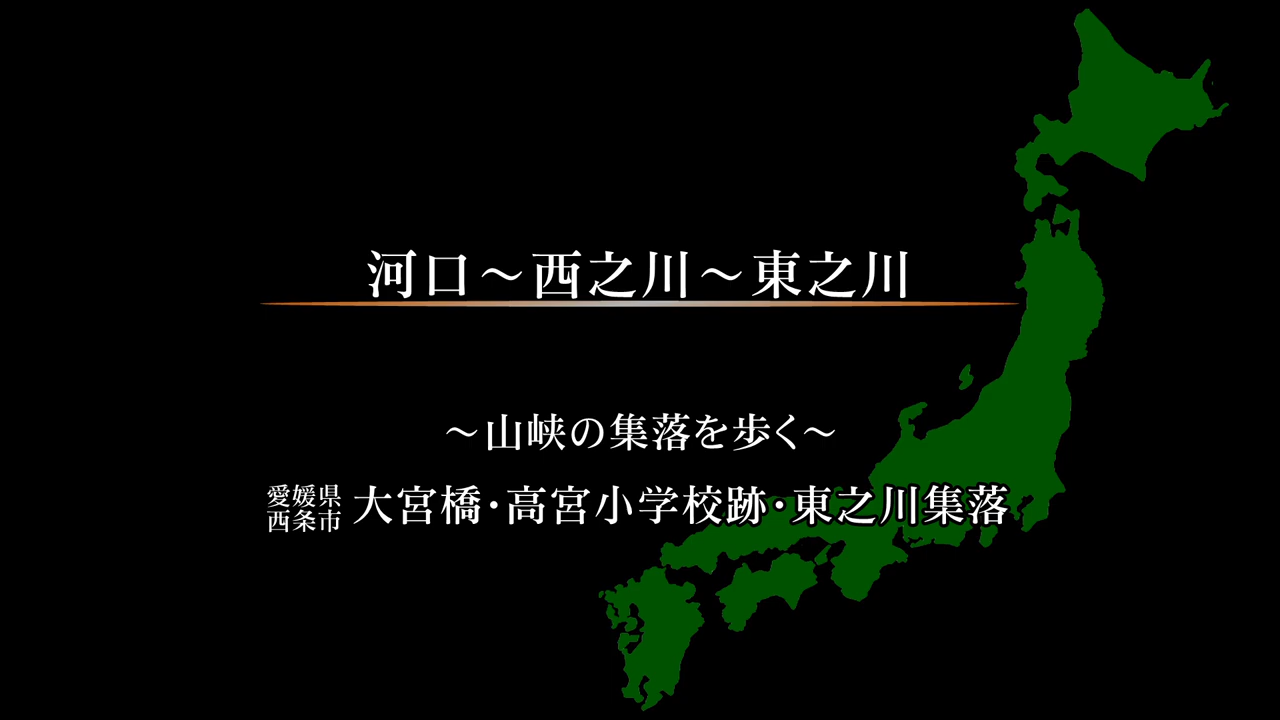 河口～西之川～東之川
～山峡の集落を歩く～
愛媛県
西条市
大宮橋・高宮小学校跡・東之川集落